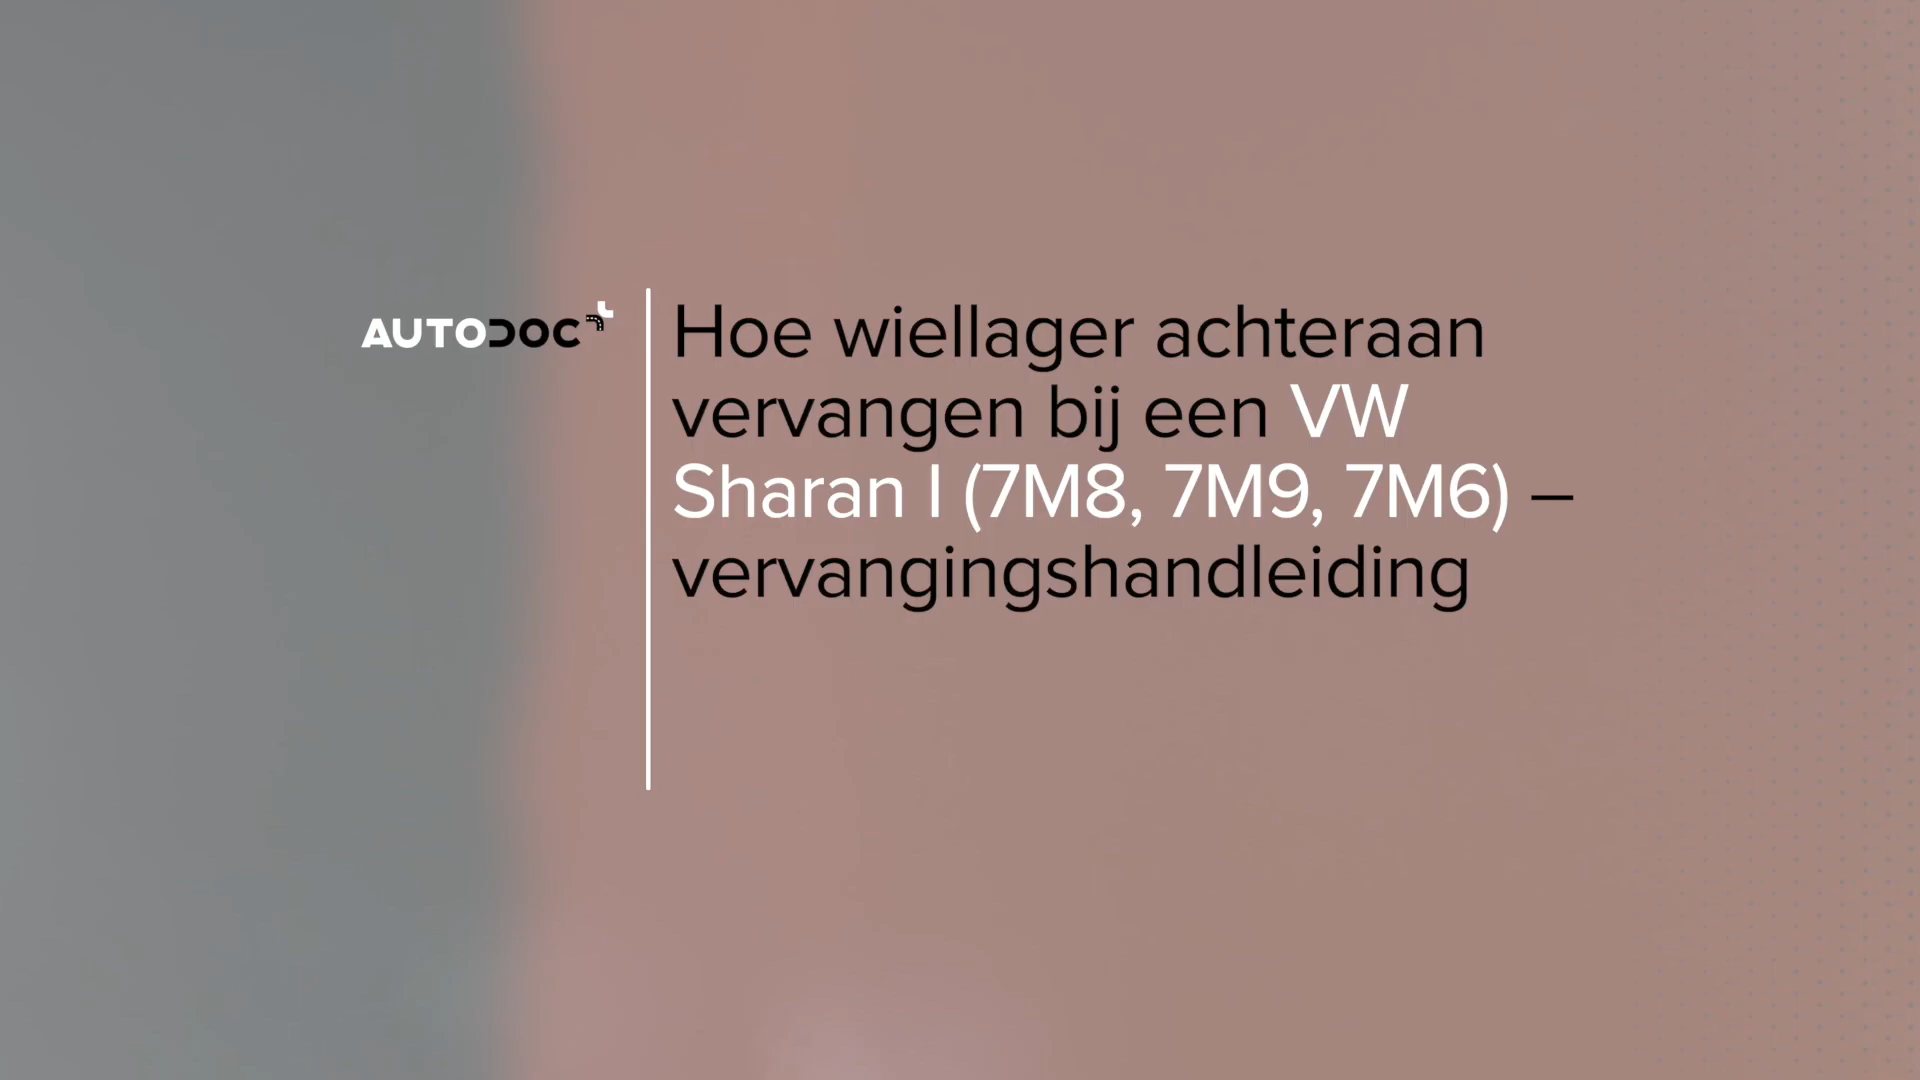 AUTODOC
Hoe wiellager achteraan
vervangen bij een VW
Sharan I (7M8, 7M9, 7M6) –
vervangingshandleiding